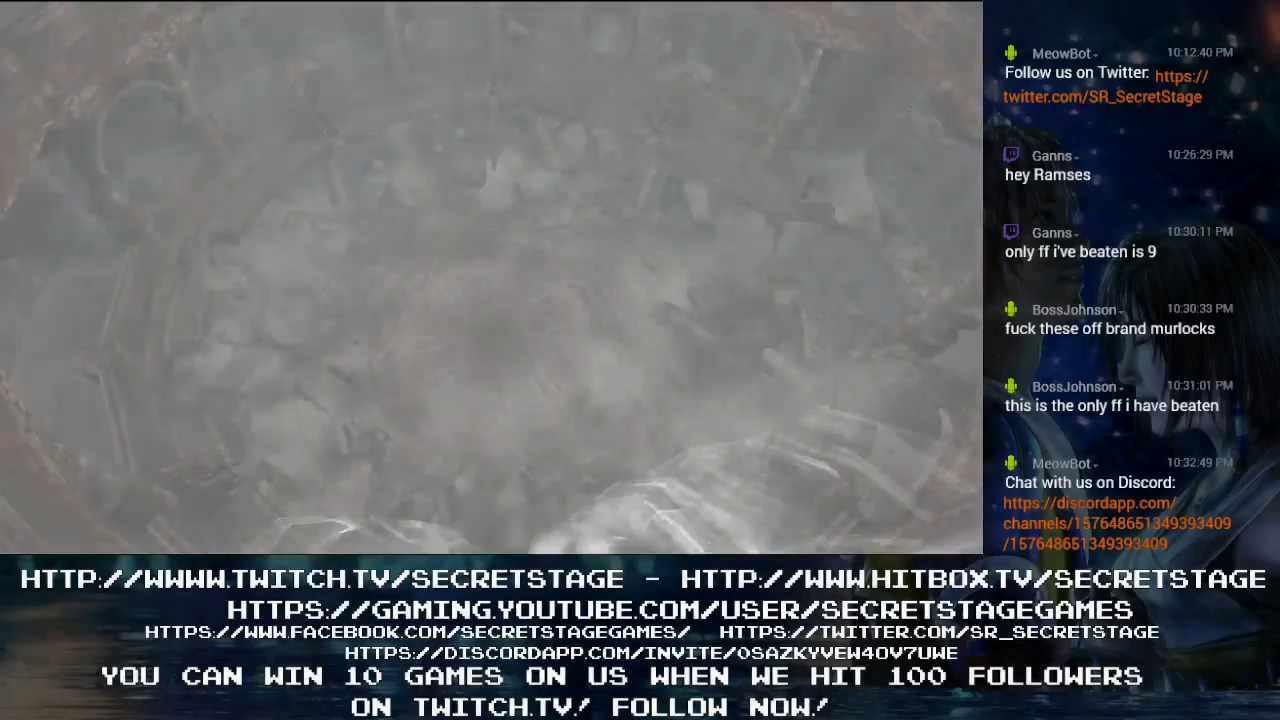 MeowBot 10:12:40 PM
Follow us on Twitter: https://
twitter.com/SR_SecretStage
Ganns 10:26:29 PM
hey Ramses
Ganns 10:30:11 PM
only ff i've beaten is 9
BossJohnson 10:30:33 PM
fuck these off brand murlocks
BossJohnson 10:31:01 PM
this is the only ff i have beaten
MeowBot 10:32:49 PM
Chat with us on Discord:
https://discordapp.com/
channels/157648651349393409
/157648651349393409
HTTP://WWWW.TWITCH.TV/SECRETSTAGE - HTTP://WWW.HITBOX.TV/SECRETSTAGE
HTTPS://GAMING.YOUTUBE.COM/USER/SECRETSTAGEGAMES
HTTPS://WWW.FACEBOOK.COM/SECRETSTAGEGAMES/ HTTPS://TWITTER.COM/SR_SECRETSTAGE
HTTPS://DISCORDAPP.COM/INVITE/0SAZKYVEW4OV7UWE
YOU CAN WIN 10 GAMES ON US WHEN WE HIT 100 FOLLOWERS
ON TWITCH.TV! FOLLOW NOW!